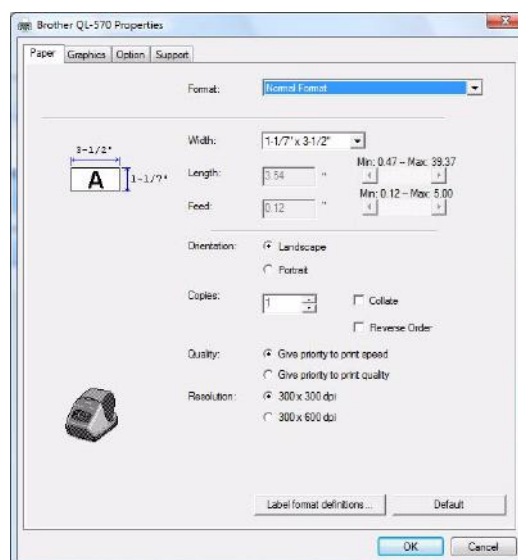 Brother QL-570 Properties
Paper Graphics Option Support
Format: Normal Format
Width: 1-1/7" x 3-1/2"
3-1/2"
A 1-1/7"
Min: 0.47 – Max: 39.37
Length: 3.54 "
Min: 0.12 – Max: 5.00
Feed: 0.12 "
Orientation: Landscape
Portrait
Copies: 1 Collate
Reverse Order
Quality: Give priority to print speed
Give priority to print quality
Resolution: 300 x 300 dpi
300 x 600 dpi
Label format definitions... Default
OK Cancel